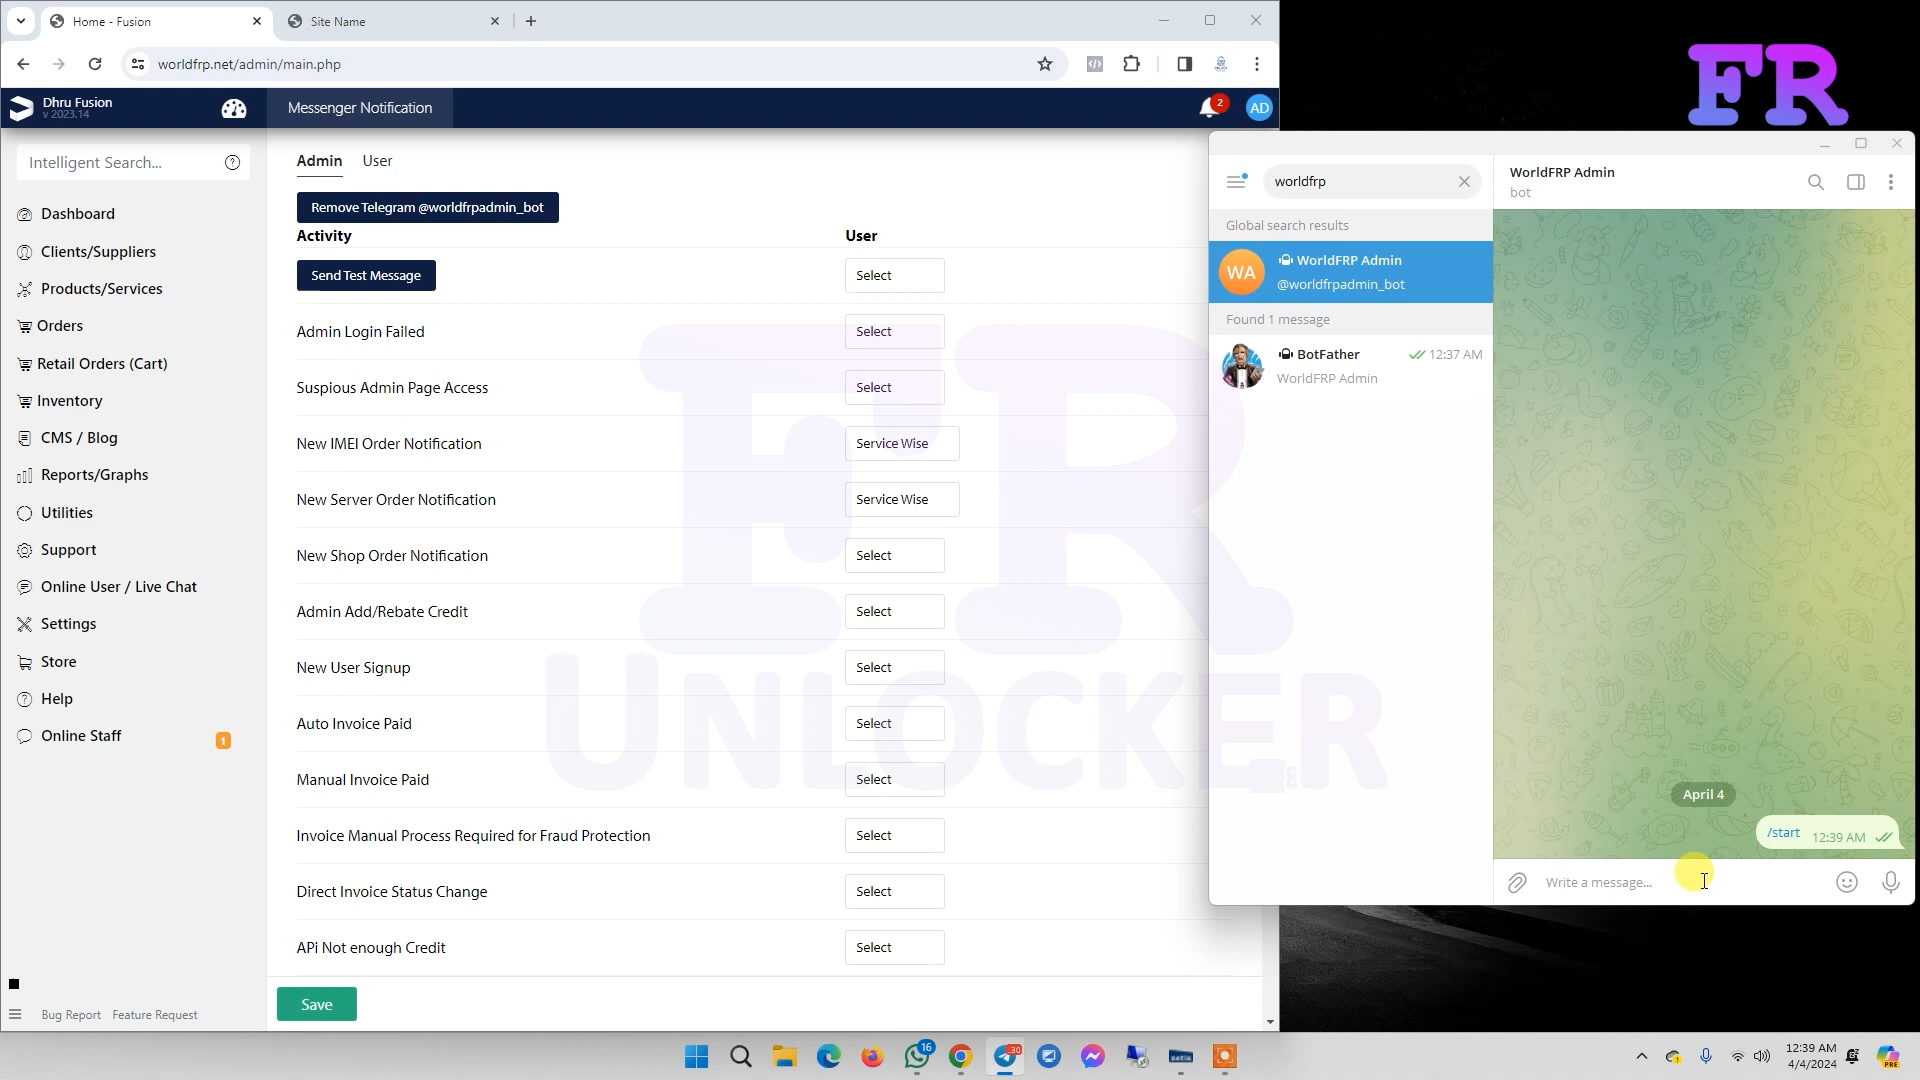 Home - Fusion
Site Name
worldfrp.net/admin/main.php
Dhru Fusion
v 2023.14
Messenger Notification
2
AD
Intelligent Search...
Dashboard
Clients/Suppliers
Products/Services
Orders
Retail Orders (Cart)
Inventory
CMS / Blog
Reports/Graphs
Utilities
Support
Online User / Live Chat
Settings
Store
Help
Online Staff
1
Bug Report Feature Request
Admin User
Remove Telegram @worldfrpadmin_bot
Activity User
Send Test Message Select
Admin Login Failed Select
Suspious Admin Page Access Select
New IMEI Order Notification Service Wise
New Server Order Notification Service Wise
New Shop Order Notification Select
Admin Add/Rebate Credit Select
New User Signup Select
Auto Invoice Paid Select
Manual Invoice Paid Select
Invoice Manual Process Required for Fraud Protection Select
Direct Invoice Status Change Select
APi Not enough Credit Select
Save
FR
UNLOCKER
FR
worldfrp
Global search results
WA
WorldFRP Admin
@worldfrpadmin_bot
Found 1 message
BotFather 12:37 AM
WorldFRP Admin
WorldFRP Admin
bot
April 4
/start 12:39 AM
Write a message...
16
30
12:39 AM
4/4/2024
PRE